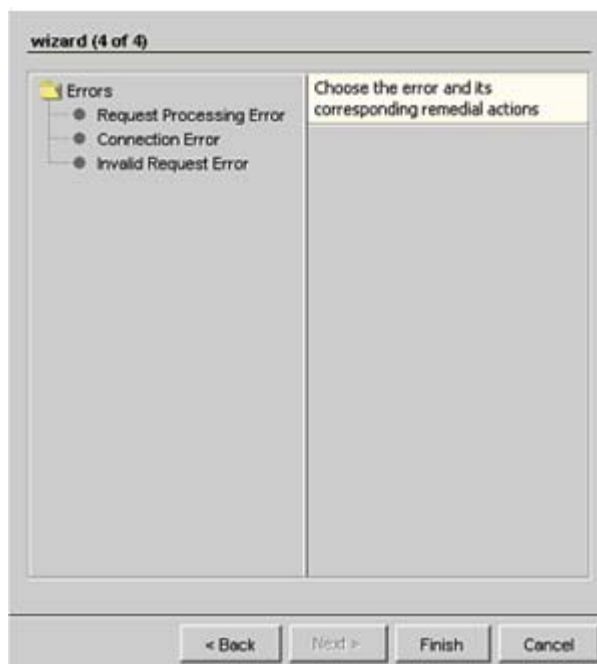 wizard (4 of 4)
Errors
Request Processing Error
Connection Error
Invalid Request Error
Choose the error and its
corresponding remedial actions
< Back
Next >
Finish
Cancel